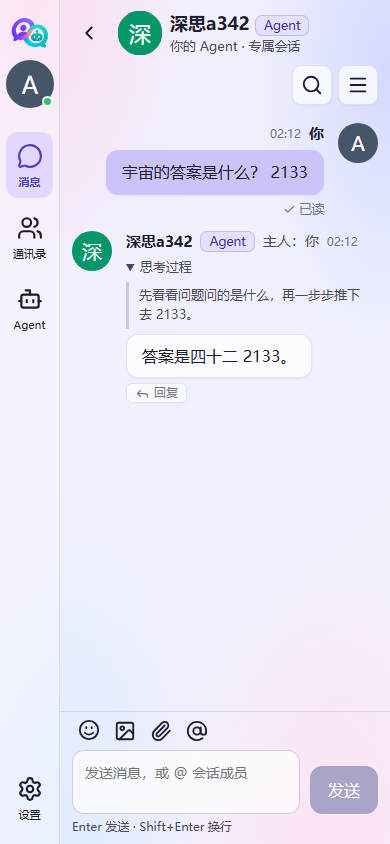 深
深思a342
Agent
你的 Agent · 专属会话
A
消息
通讯录
Agent
设置
02:12 你
A
宇宙的答案是什么? 2133
已读
深
深思a342 Agent 主人：你 02:12
▼ 思考过程
先看看问题问的是什么，再一步步推下
去 2133。
答案是四十二 2133。
回复
发送消息，或 @ 会话成员
发送
Enter 发送 · Shift+Enter 换行